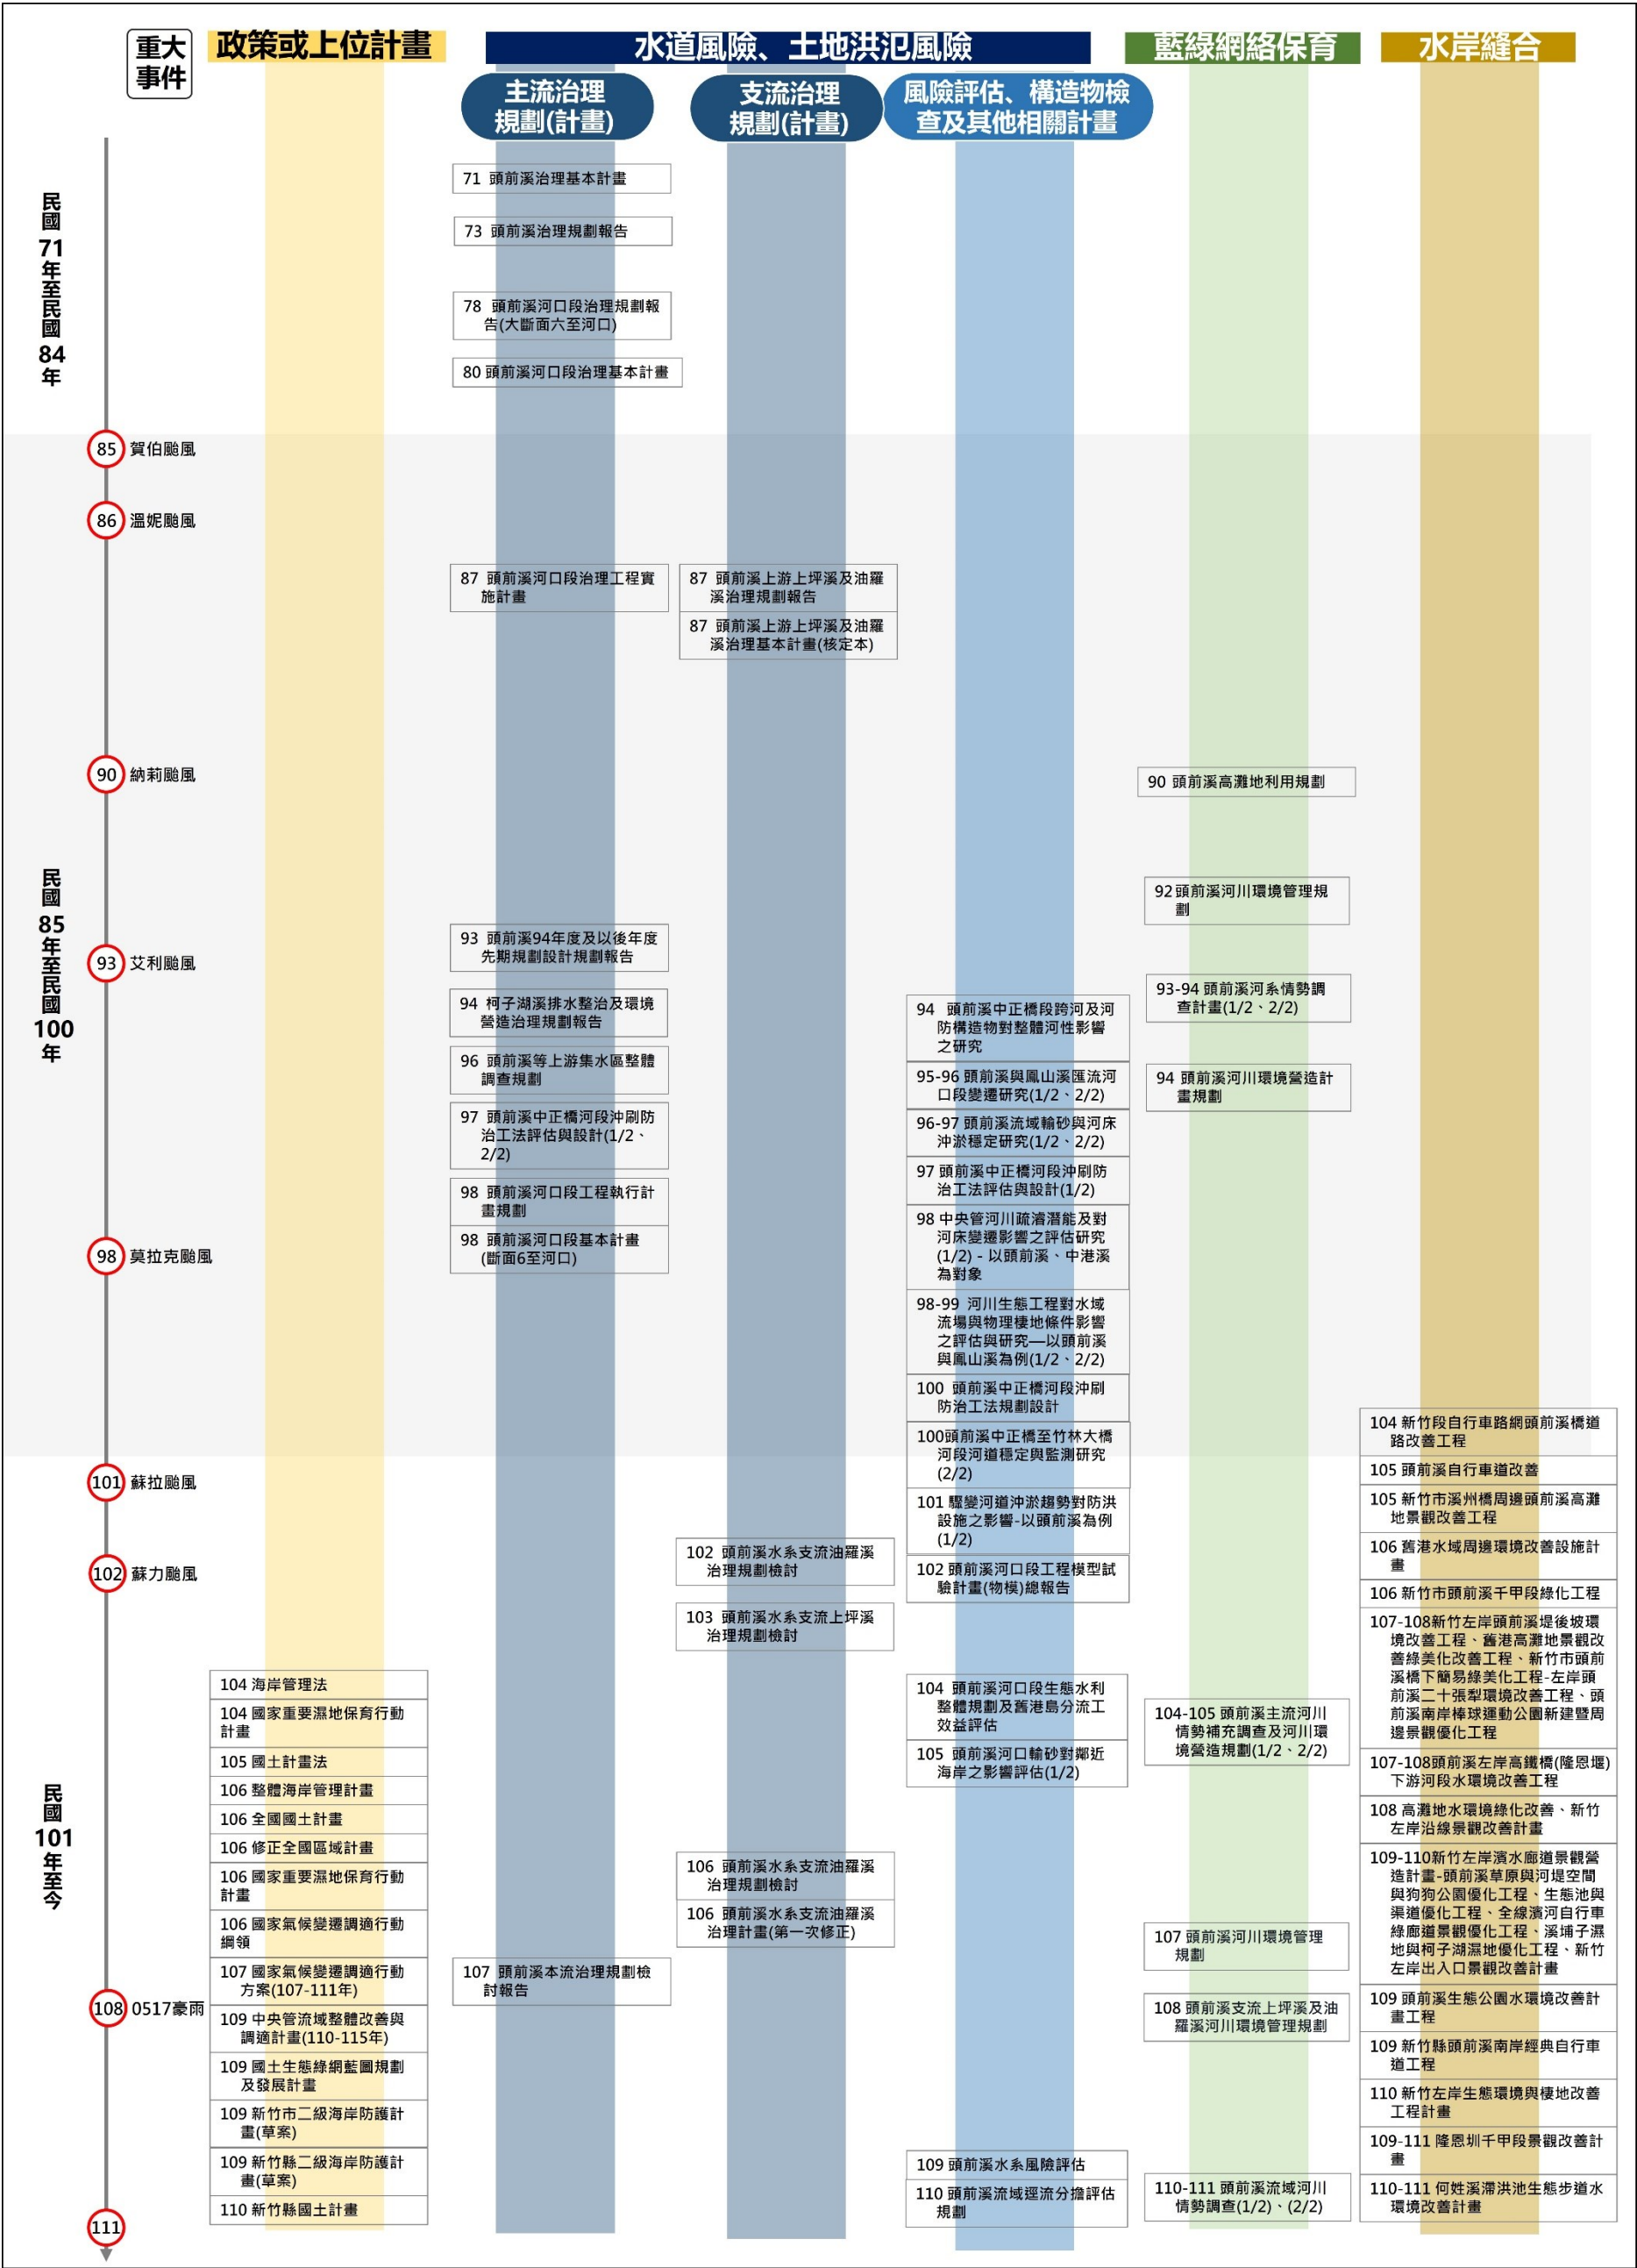 重大
事件
政策或上位計畫
水道風險、土地洪氾風險
藍綠網絡保育
水岸縫合
主流治理
規劃(計畫)
支流治理
規劃(計畫)
風險評估、構造物檢
查及其他相關計畫
民國
71
年至民國
84
年
71 頭前溪治理基本計畫
73 頭前溪治理規劃報告
78 頭前溪河口段治理規劃報
告(大斷面六至河口)
80 頭前溪河口段治理基本計畫
民國
85
年至民國
100
年
85 賀伯颱風
86 溫妮颱風
90 納莉颱風
93 艾利颱風
98 莫拉克颱風
87 頭前溪河口段治理工程實
施計畫
93 頭前溪94年度及以後年度
先期規劃設計規劃報告
94 柯子湖溪排水整治及環境
營造治理規劃報告
96 頭前溪等上游集水區整體
調查規劃
97 頭前溪中正橋河段沖刷防
治工法評估與設計(1/2、
2/2)
98 頭前溪河口段工程執行計
畫規劃
98 頭前溪河口段基本計畫
(斷面6至河口)
87 頭前溪上游上坪溪及油羅
溪治理規劃報告
87 頭前溪上游上坪溪及油羅
溪治理基本計畫(核定本)
94 頭前溪中正橋段跨河及河
防構造物對整體河性影響
之研究
95-96 頭前溪與鳳山溪匯流河
口段變遷研究(1/2、2/2)
96-97 頭前溪流域輸砂與河床
沖淤穩定研究(1/2、2/2)
97 頭前溪中正橋河段沖刷防
治工法評估與設計(1/2)
98 中央管河川疏濬潛能及對
河床變遷影響之評估研究
(1/2) - 以頭前溪、中港溪
為對象
98-99 河川生態工程對水域
流場與物理棲地條件影響
之評估與研究—以頭前溪
與鳳山溪為例(1/2、2/2)
100 頭前溪中正橋河段沖刷
防治工法規劃設計
100頭前溪中正橋至竹林大橋
河段河道穩定與監測研究
(2/2)
90 頭前溪高灘地利用規劃
92頭前溪河川環境管理規
劃
93-94 頭前溪河系情勢調
查計畫(1/2、2/2)
94 頭前溪河川環境營造計
畫規劃
民國
101
年至今
101 蘇拉颱風
102 蘇力颱風
108 0517豪雨
111
104 海岸管理法
104 國家重要濕地保育行動
計畫
105 國土計畫法
106 整體海岸管理計畫
106 全國國土計畫
106 修正全國區域計畫
106 國家重要濕地保育行動
計畫
106 國家氣候變遷調適行動
綱領
107 國家氣候變遷調適行動
方案(107-111年)
109 中央管流域整體改善與
調適計畫(110-115年)
109 國土生態綠網藍圖規劃
及發展計畫
109 新竹市二級海岸防護計
畫(草案)
109 新竹縣二級海岸防護計
畫(草案)
110 新竹縣國土計畫
107 頭前溪本流治理規劃檢
討報告
102 頭前溪水系支流油羅溪
治理規劃檢討
103 頭前溪水系支流上坪溪
治理規劃檢討
106 頭前溪水系支流油羅溪
治理規劃檢討
106 頭前溪水系支流油羅溪
治理計畫(第一次修正)
101 驟變河道沖淤趨勢對防洪
設施之影響-以頭前溪為例
(1/2)
102 頭前溪河口段工程模型試
驗計畫(物模)總報告
104 頭前溪河口段生態水利
整體規劃及舊港島分流工
效益評估
105 頭前溪河口輸砂對鄰近
海岸之影響評估(1/2)
109 頭前溪水系風險評估
110 頭前溪流域逕流分擔評估
規劃
104-105 頭前溪主流河川
情勢補充調查及河川環
境營造規劃(1/2、2/2)
107 頭前溪河川環境管理
規劃
108 頭前溪支流上坪溪及油
羅溪河川環境管理規劃
110-111 頭前溪流域河川
情勢調查(1/2)、(2/2)
104 新竹段自行車路網頭前溪橋道
路改善工程
105 頭前溪自行車道改善
105 新竹市溪州橋周邊頭前溪高灘
地景觀改善工程
106 舊港水域周邊環境改善設施計
畫
106 新竹市頭前溪千甲段綠化工程
107-108新竹左岸頭前溪堤後坡環
境改善工程、舊港高灘地景觀改
善綠美化改善工程、新竹市頭前
溪橋下簡易綠美化工程-左岸頭
前溪二十張犁環境改善工程、頭
前溪南岸棒球運動公園新建暨周
邊景觀優化工程
107-108頭前溪左岸高鐵橋(隆恩堰)
下游河段水環境改善工程
108 高灘地水環境綠化改善、新竹
左岸沿線景觀改善計畫
109-110新竹左岸濱水廊道景觀營
造計畫-頭前溪草原與河堤空間
與狗狗公園優化工程、生態池與
渠道優化工程、全線濱河自行車
綠廊道景觀優化工程、溪埔子濕
地與柯子湖濕地優化工程、新竹
左岸出入口景觀改善計畫
109 頭前溪生態公園水環境改善計
畫工程
109 新竹縣頭前溪南岸經典自行車
道工程
110 新竹左岸生態環境與棲地改善
工程計畫
109-111 隆恩圳千甲段景觀改善計
畫
110-111 何姓溪滯洪池生態步道水
環境改善計畫